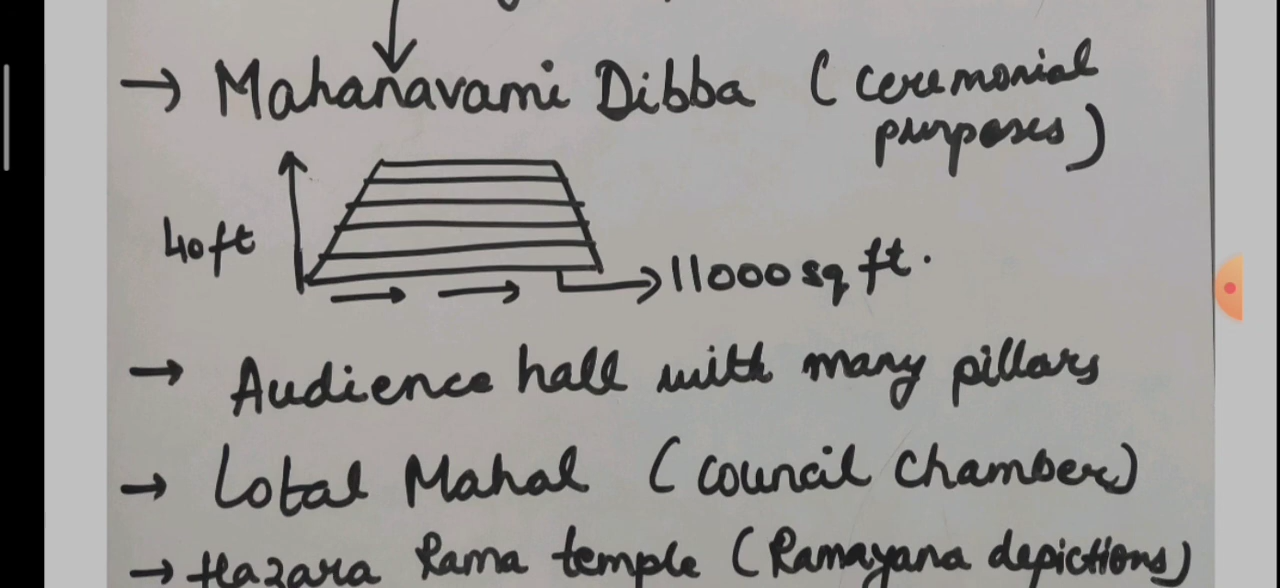 → Mahanavami Dibba (ceremonial
purposes)
40ft
→ 11000 sq ft.
→ Audience hall with many pillars
→ Lotal Mahal (council chamber)
→ Hazara Rama temple (Ramayana depictions)